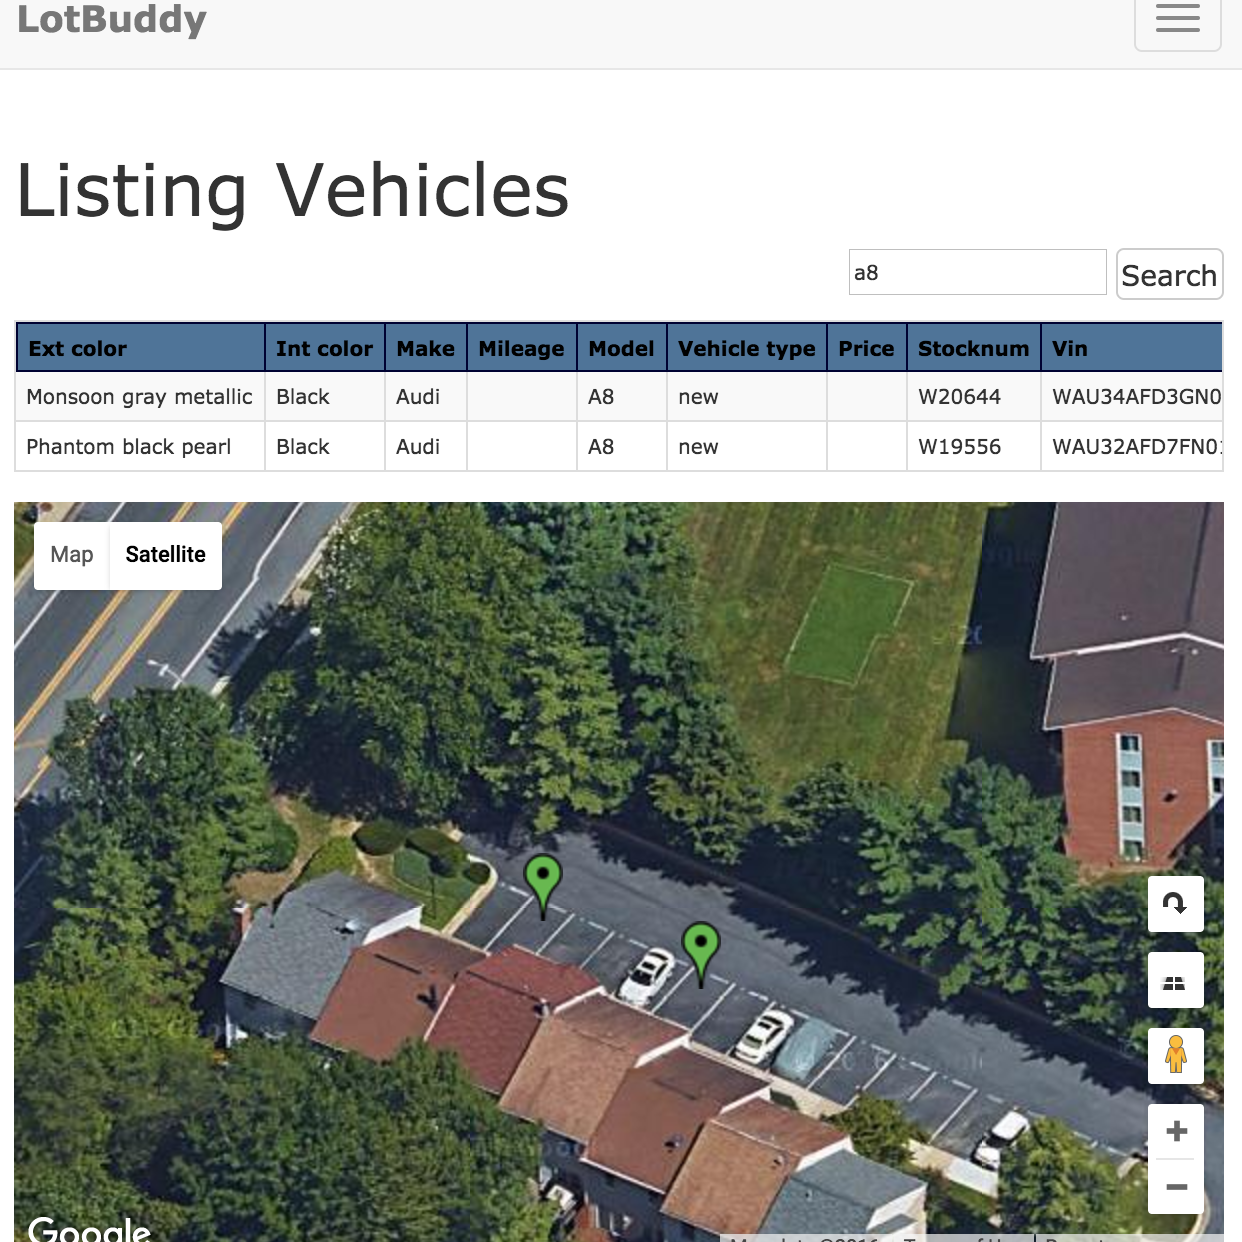 LotBuddy
Listing Vehicles
a8 Search
Ext color Int color Make Mileage Model Vehicle type Price Stocknum Vin
Monsoon gray metallic Black Audi A8 new W20644 WAU34AFD3GN0
Phantom black pearl Black Audi A8 new W19556 WAU32AFD7FN0
Map Satellite
Google